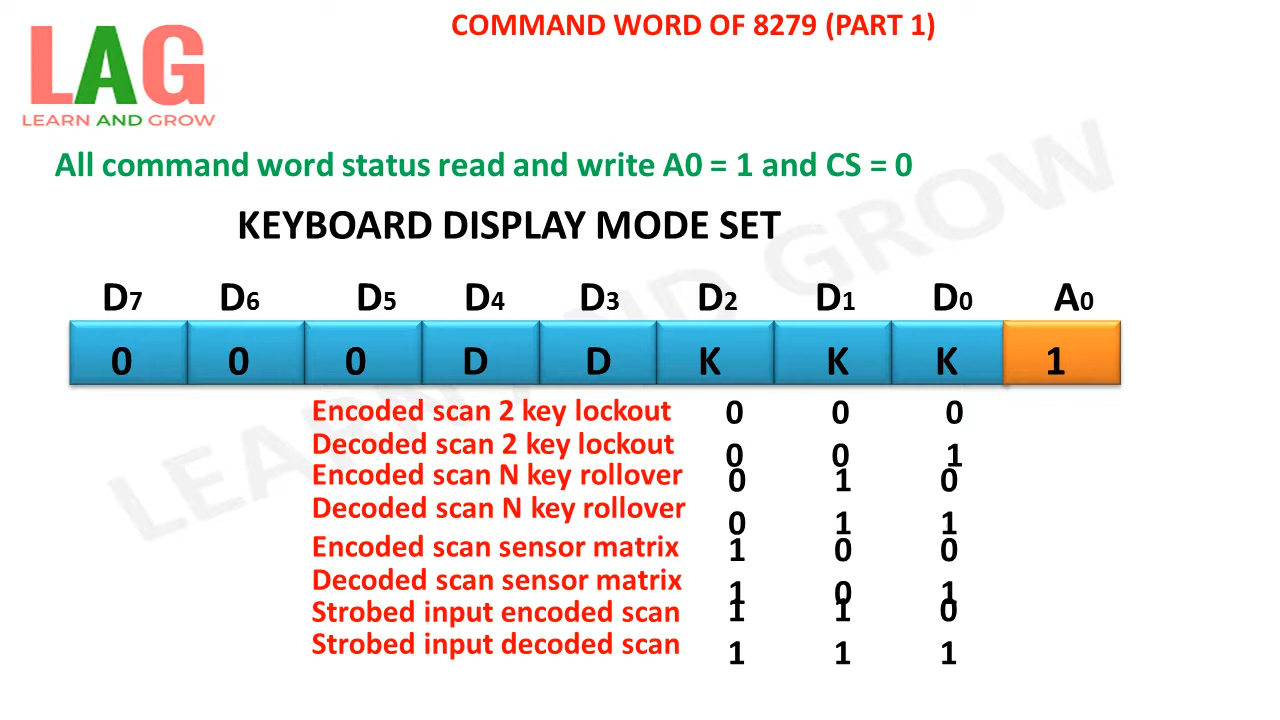 COMMAND WORD OF 8279 (PART 1)
LAG
LEARN AND GROW
All command word status read and write A0 = 1 and CS = 0
KEYBOARD DISPLAY MODE SET
D7 D6 D5 D4 D3 D2 D1 D0 A0
0 0 0 D D K K K 1
Encoded scan 2 key lockout 0 0 0
Decoded scan 2 key lockout 0 0 1
Encoded scan N key rollover 0 1 0
Decoded scan N key rollover 0 1 1
Encoded scan sensor matrix 1 0 0
Decoded scan sensor matrix 1 0 1
Strobed input encoded scan 1 1 0
Strobed input decoded scan 1 1 1
LEARN AND GROW